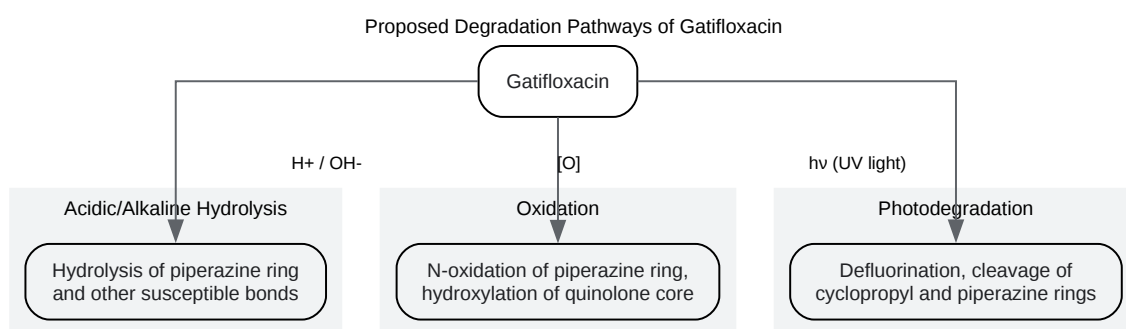 Proposed Degradation Pathways of Gatifloxacin
Gatifloxacin
H+ / OH-
[O]
hν (UV light)
Acidic/Alkaline Hydrolysis
Oxidation
Photodegradation
Hydrolysis of piperazine ring
and other susceptible bonds
N-oxidation of piperazine ring,
hydroxylation of quinolone core
Defluorination, cleavage of
cyclopropyl and piperazine rings